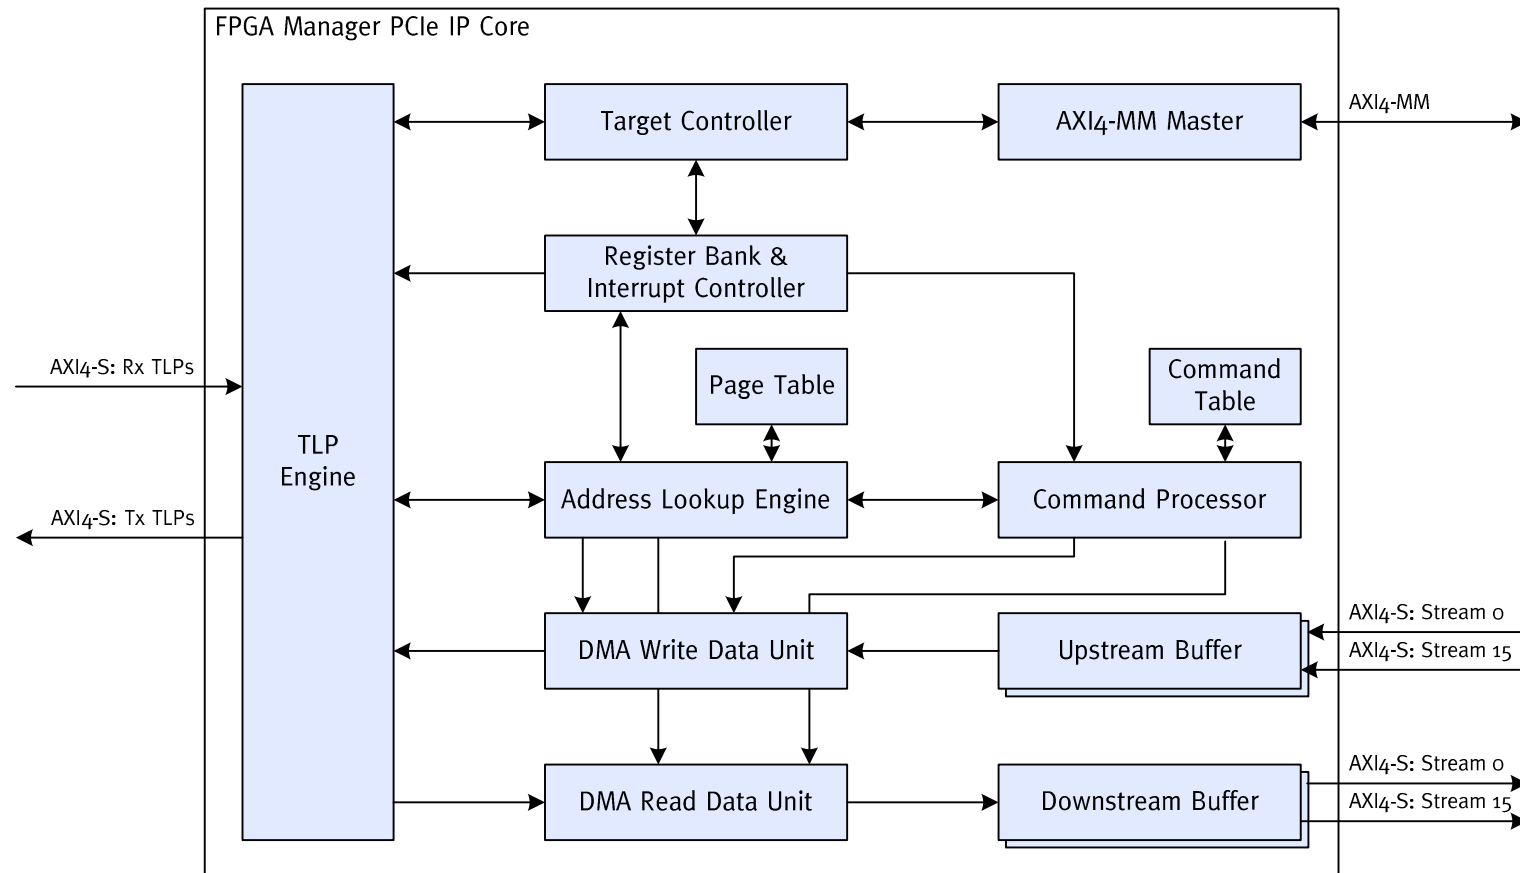 FPGA Manager PCIe IP Core
Target Controller
AXI4-MM Master
AXI4-MM
Register Bank &
Interrupt Controller
AXI4-S: Rx TLPs
Page Table
Command
Table
TLP
Engine
Address Lookup Engine
Command Processor
AXI4-S: Tx TLPs
DMA Write Data Unit
Upstream Buffer
AXI4-S: Stream 0
AXI4-S: Stream 15
DMA Read Data Unit
Downstream Buffer
AXI4-S: Stream 0
AXI4-S: Stream 15